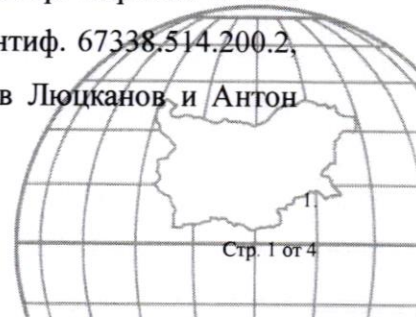 нтиф. 67338.514.200.2,
в Люцканов и Антон
1.
Стр. 1 от 4